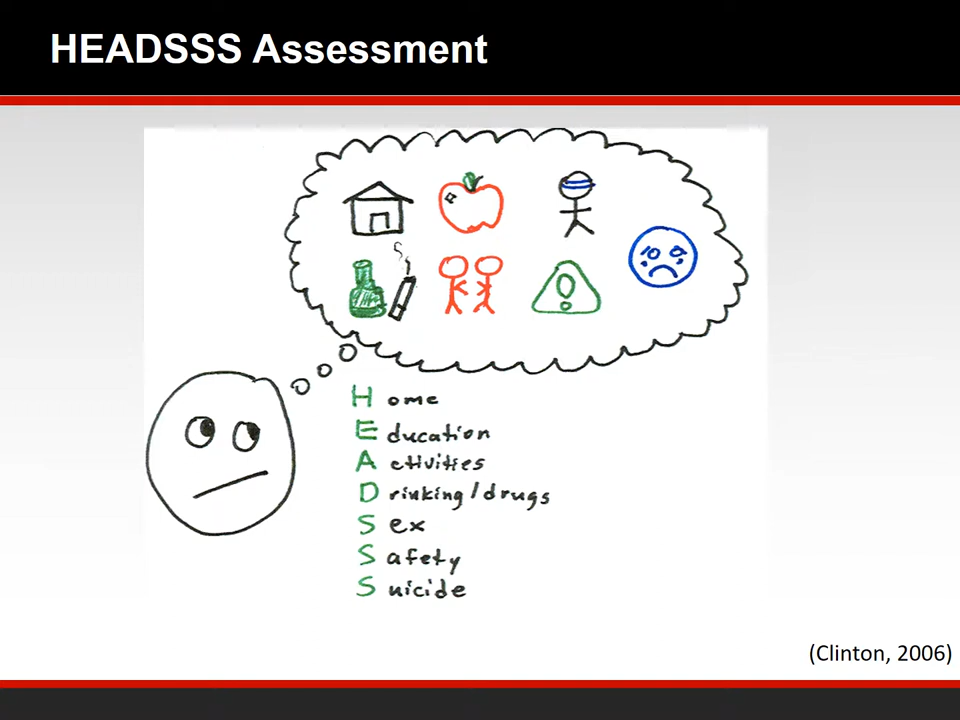 HEADSSS Assessment
Home
Education
Activities
Drinking/drugs
Sex
Safety
Suicide
(Clinton, 2006)